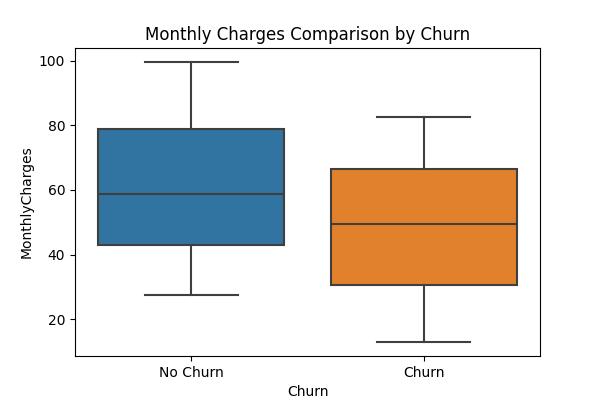 Monthly Charges Comparison by Churn
MonthlyCharges
100
80
60
40
20
No Churn
Churn
Churn